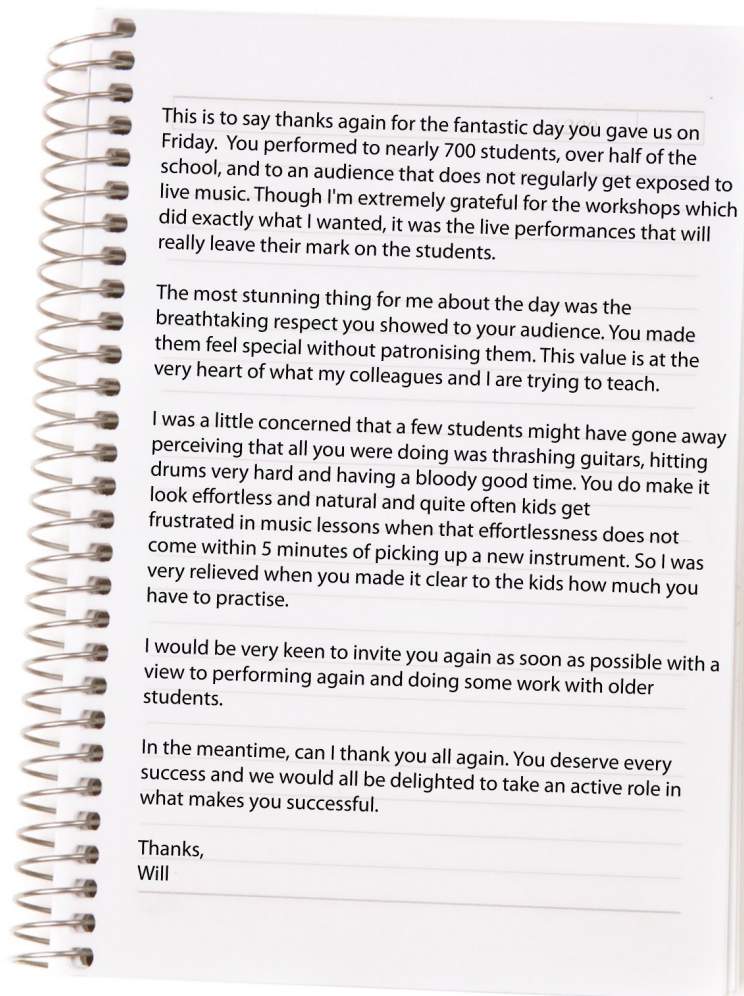 This is to say thanks again for the fantastic day you gave us on
Friday.  You performed to nearly 700 students, over half of the
school, and to an audience that does not regularly get exposed to
live music. Though I'm extremely grateful for the workshops which
did exactly what I wanted, it was the live performances that will
really leave their mark on the students.

The most stunning thing for me about the day was the
breathtaking respect you showed to your audience. You made
them feel special without patronising them. This value is at the
very heart of what my colleagues and I are trying to teach.

I was a little concerned that a few students might have gone away
perceiving that all you were doing was thrashing guitars, hitting
drums very hard and having a bloody good time. You do make it
look effortless and natural and quite often kids get
frustrated in music lessons when that effortlessness does not
come within 5 minutes of picking up a new instrument. So I was
very relieved when you made it clear to the kids how much you
have to practise.

I would be very keen to invite you again as soon as possible with a
view to performing again and doing some work with older
students.

In the meantime, can I thank you all again. You deserve every
success and we would all be delighted to take an active role in
what makes you successful.

Thanks,
Will